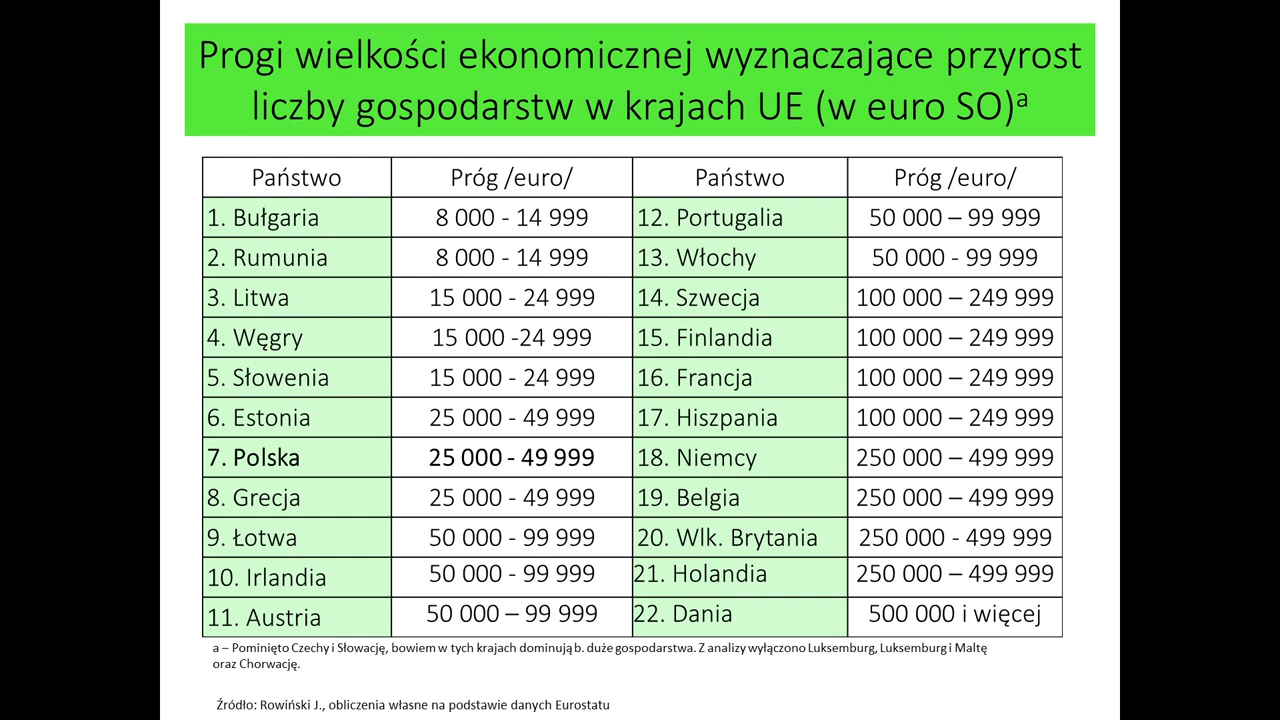 Progi wielkości ekonomicznej wyznaczające przyrost
liczby gospodarstw w krajach UE (w euro SO)a
Państwo Próg /euro/ Państwo Próg /euro/
1. Bułgaria 8 000 - 14 999 12. Portugalia 50 000 – 99 999
2. Rumunia 8 000 - 14 999 13. Włochy 50 000 - 99 999
3. Litwa 15 000 - 24 999 14. Szwecja 100 000 – 249 999
4. Węgry 15 000 -24 999 15. Finlandia 100 000 – 249 999
5. Słowenia 15 000 - 24 999 16. Francja 100 000 – 249 999
6. Estonia 25 000 - 49 999 17. Hiszpania 100 000 – 249 999
7. Polska 25 000 - 49 999 18. Niemcy 250 000 – 499 999
8. Grecja 25 000 - 49 999 19. Belgia 250 000 – 499 999
9. Łotwa 50 000 - 99 999 20. Wlk. Brytania 250 000 - 499 999
10. Irlandia 50 000 - 99 999 21. Holandia 250 000 – 499 999
11. Austria 50 000 – 99 999 22. Dania 500 000 i więcej
a – Pominięto Czechy i Słowację, bowiem w tych krajach dominują b. duże gospodarstwa. Z analizy wyłączono Luksemburg, Luksemburg i Maltę
oraz Chorwację.
Źródło: Rowiński J., obliczenia własne na podstawie danych Eurostatu